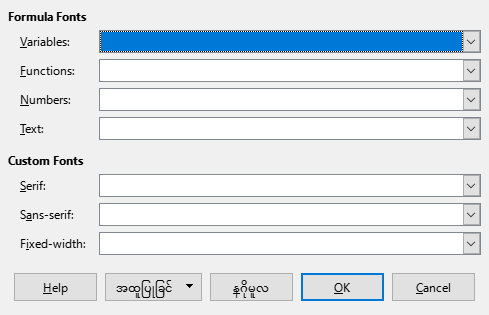 Formula Fonts
Variables:
Functions:
Numbers:
Text:
Custom Fonts
Serif:
Sans-serif:
Fixed-width:
Help
အထူပြုခြင်
နဂိုမူလ
OK
Cancel